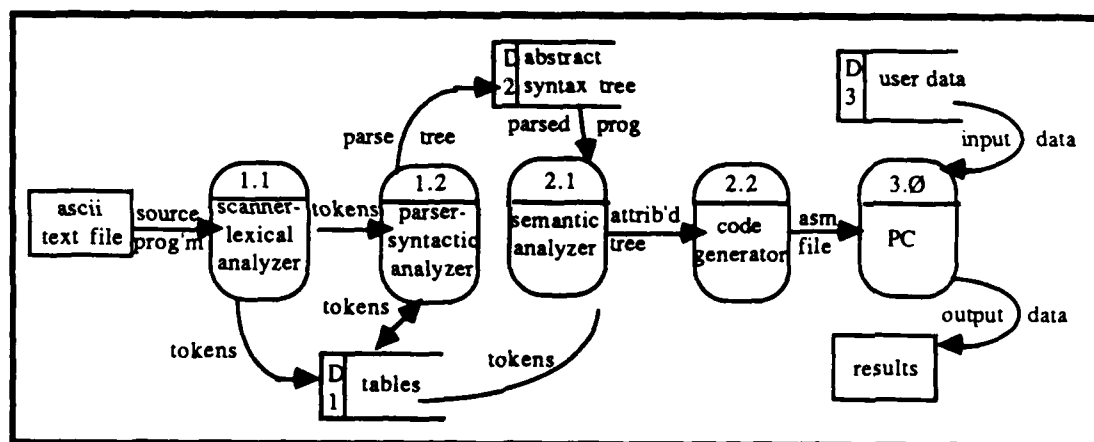 D abstract
2 syntax tree
D
3 user data
parse tree
parsed prog
input data
ascii
text file
source
prog'm
1.1
scanner-
lexical
analyzer
tokens
1.2
parser-
syntactic
analyzer
2.1
semantic
analyzer
attrib'd
tree
2.2
code
generator
asm
file
3.Ø
PC
tokens
tokens
D
1 tables
tokens
output data
results